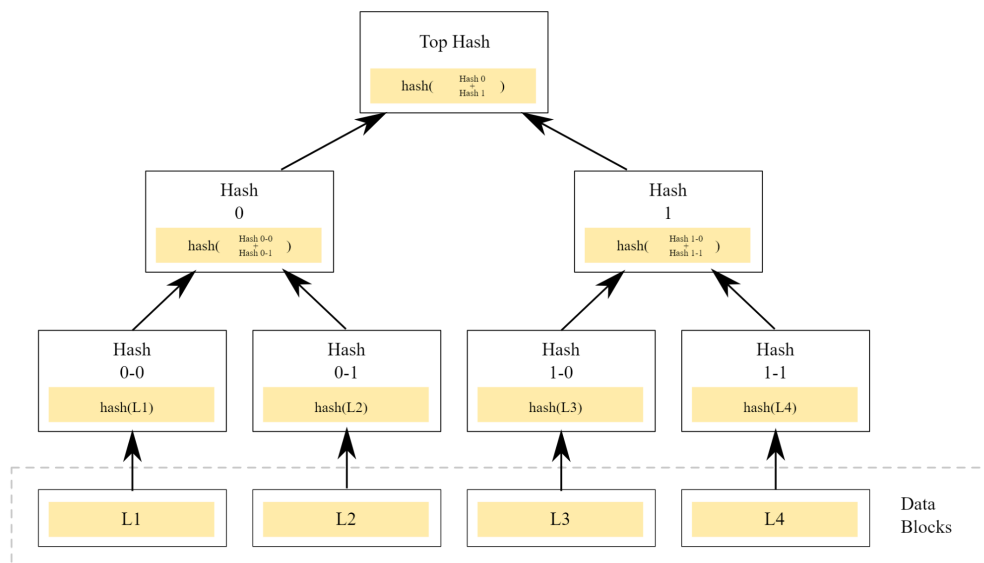 Top Hash
hash( Hash 0 + Hash 1 )
Hash
0
hash( Hash 0-0 + Hash 0-1 )
Hash
1
hash( Hash 1-0 + Hash 1-1 )
Hash
0-0
hash(L1)
Hash
0-1
hash(L2)
Hash
1-0
hash(L3)
Hash
1-1
hash(L4)
L1
L2
L3
L4
Data
Blocks